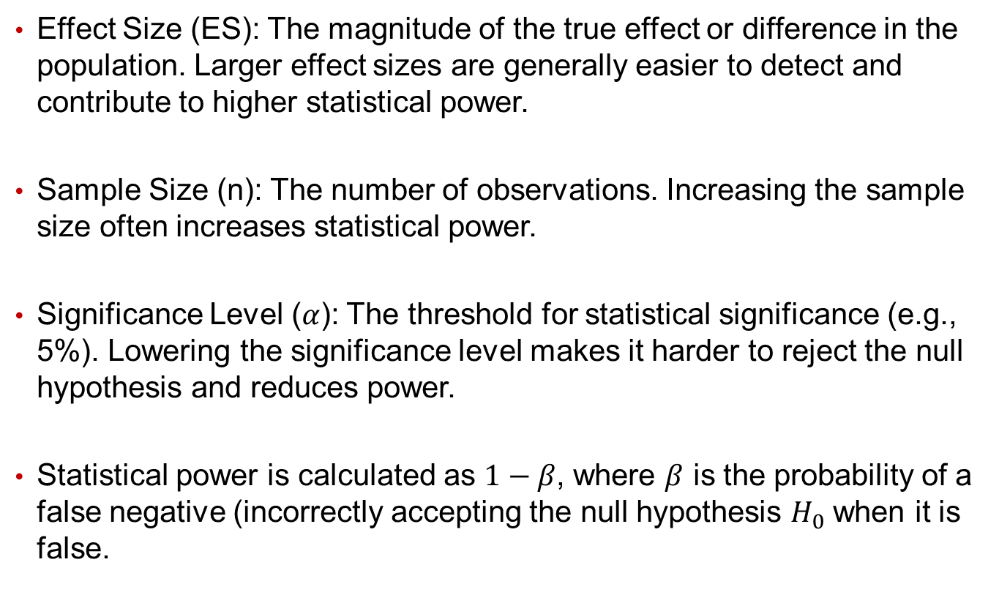 • Effect Size (ES): The magnitude of the true effect or difference in the
population. Larger effect sizes are generally easier to detect and
contribute to higher statistical power.
• Sample Size (n): The number of observations. Increasing the sample
size often increases statistical power.
• Significance Level (𝛼): The threshold for statistical significance (e.g.,
5%). Lowering the significance level makes it harder to reject the null
hypothesis and reduces power.
• Statistical power is calculated as 1 − 𝛽, where 𝛽 is the probability of a
false negative (incorrectly accepting the null hypothesis 𝐻₀ when it is
false.